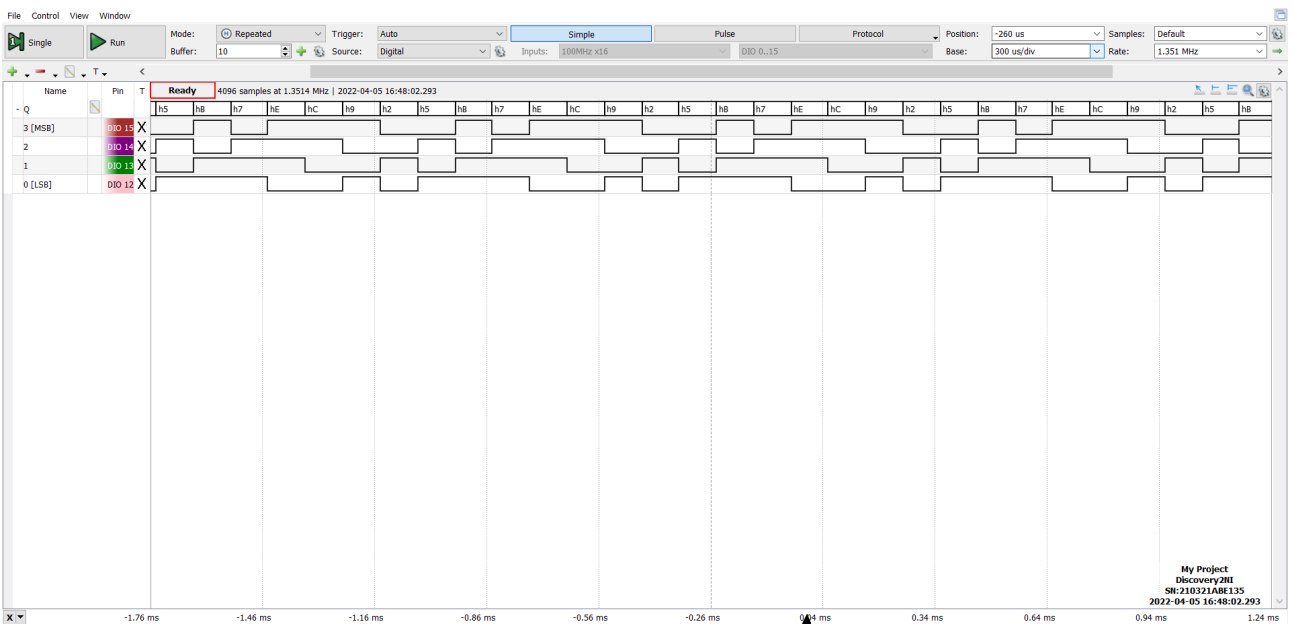 File Control View Window
Single Run Mode: Repeated Trigger: Auto Simple Pulse Protocol Position: -260 us Samples: Default
Buffer: 10 Source: Digital Inputs: 100MHz x16 DIO 0..15 Base: 300 us/div Rate: 1.351 MHz
T
Name Pin T Ready 4096 samples at 1.3514 MHz | 2022-04-05 16:48:02.293
- Q h5 hB h7 hE hC h9 h2 h5 hB h7 hE hC h9 h2 h5 hB h7 hE hC h9 h2 h5 hB h7 hE hC h9 h2 h5 hB
3 [MSB] DIO 15 X
2 DIO 14 X
1 DIO 13 X
0 [LSB] DIO 12 X
My Project
Discovery2NI
SN:210321ABE135
2022-04-05 16:48:02.293
X -1.76 ms -1.46 ms -1.16 ms -0.86 ms -0.56 ms -0.26 ms 0.04 ms 0.34 ms 0.64 ms 0.94 ms 1.24 ms